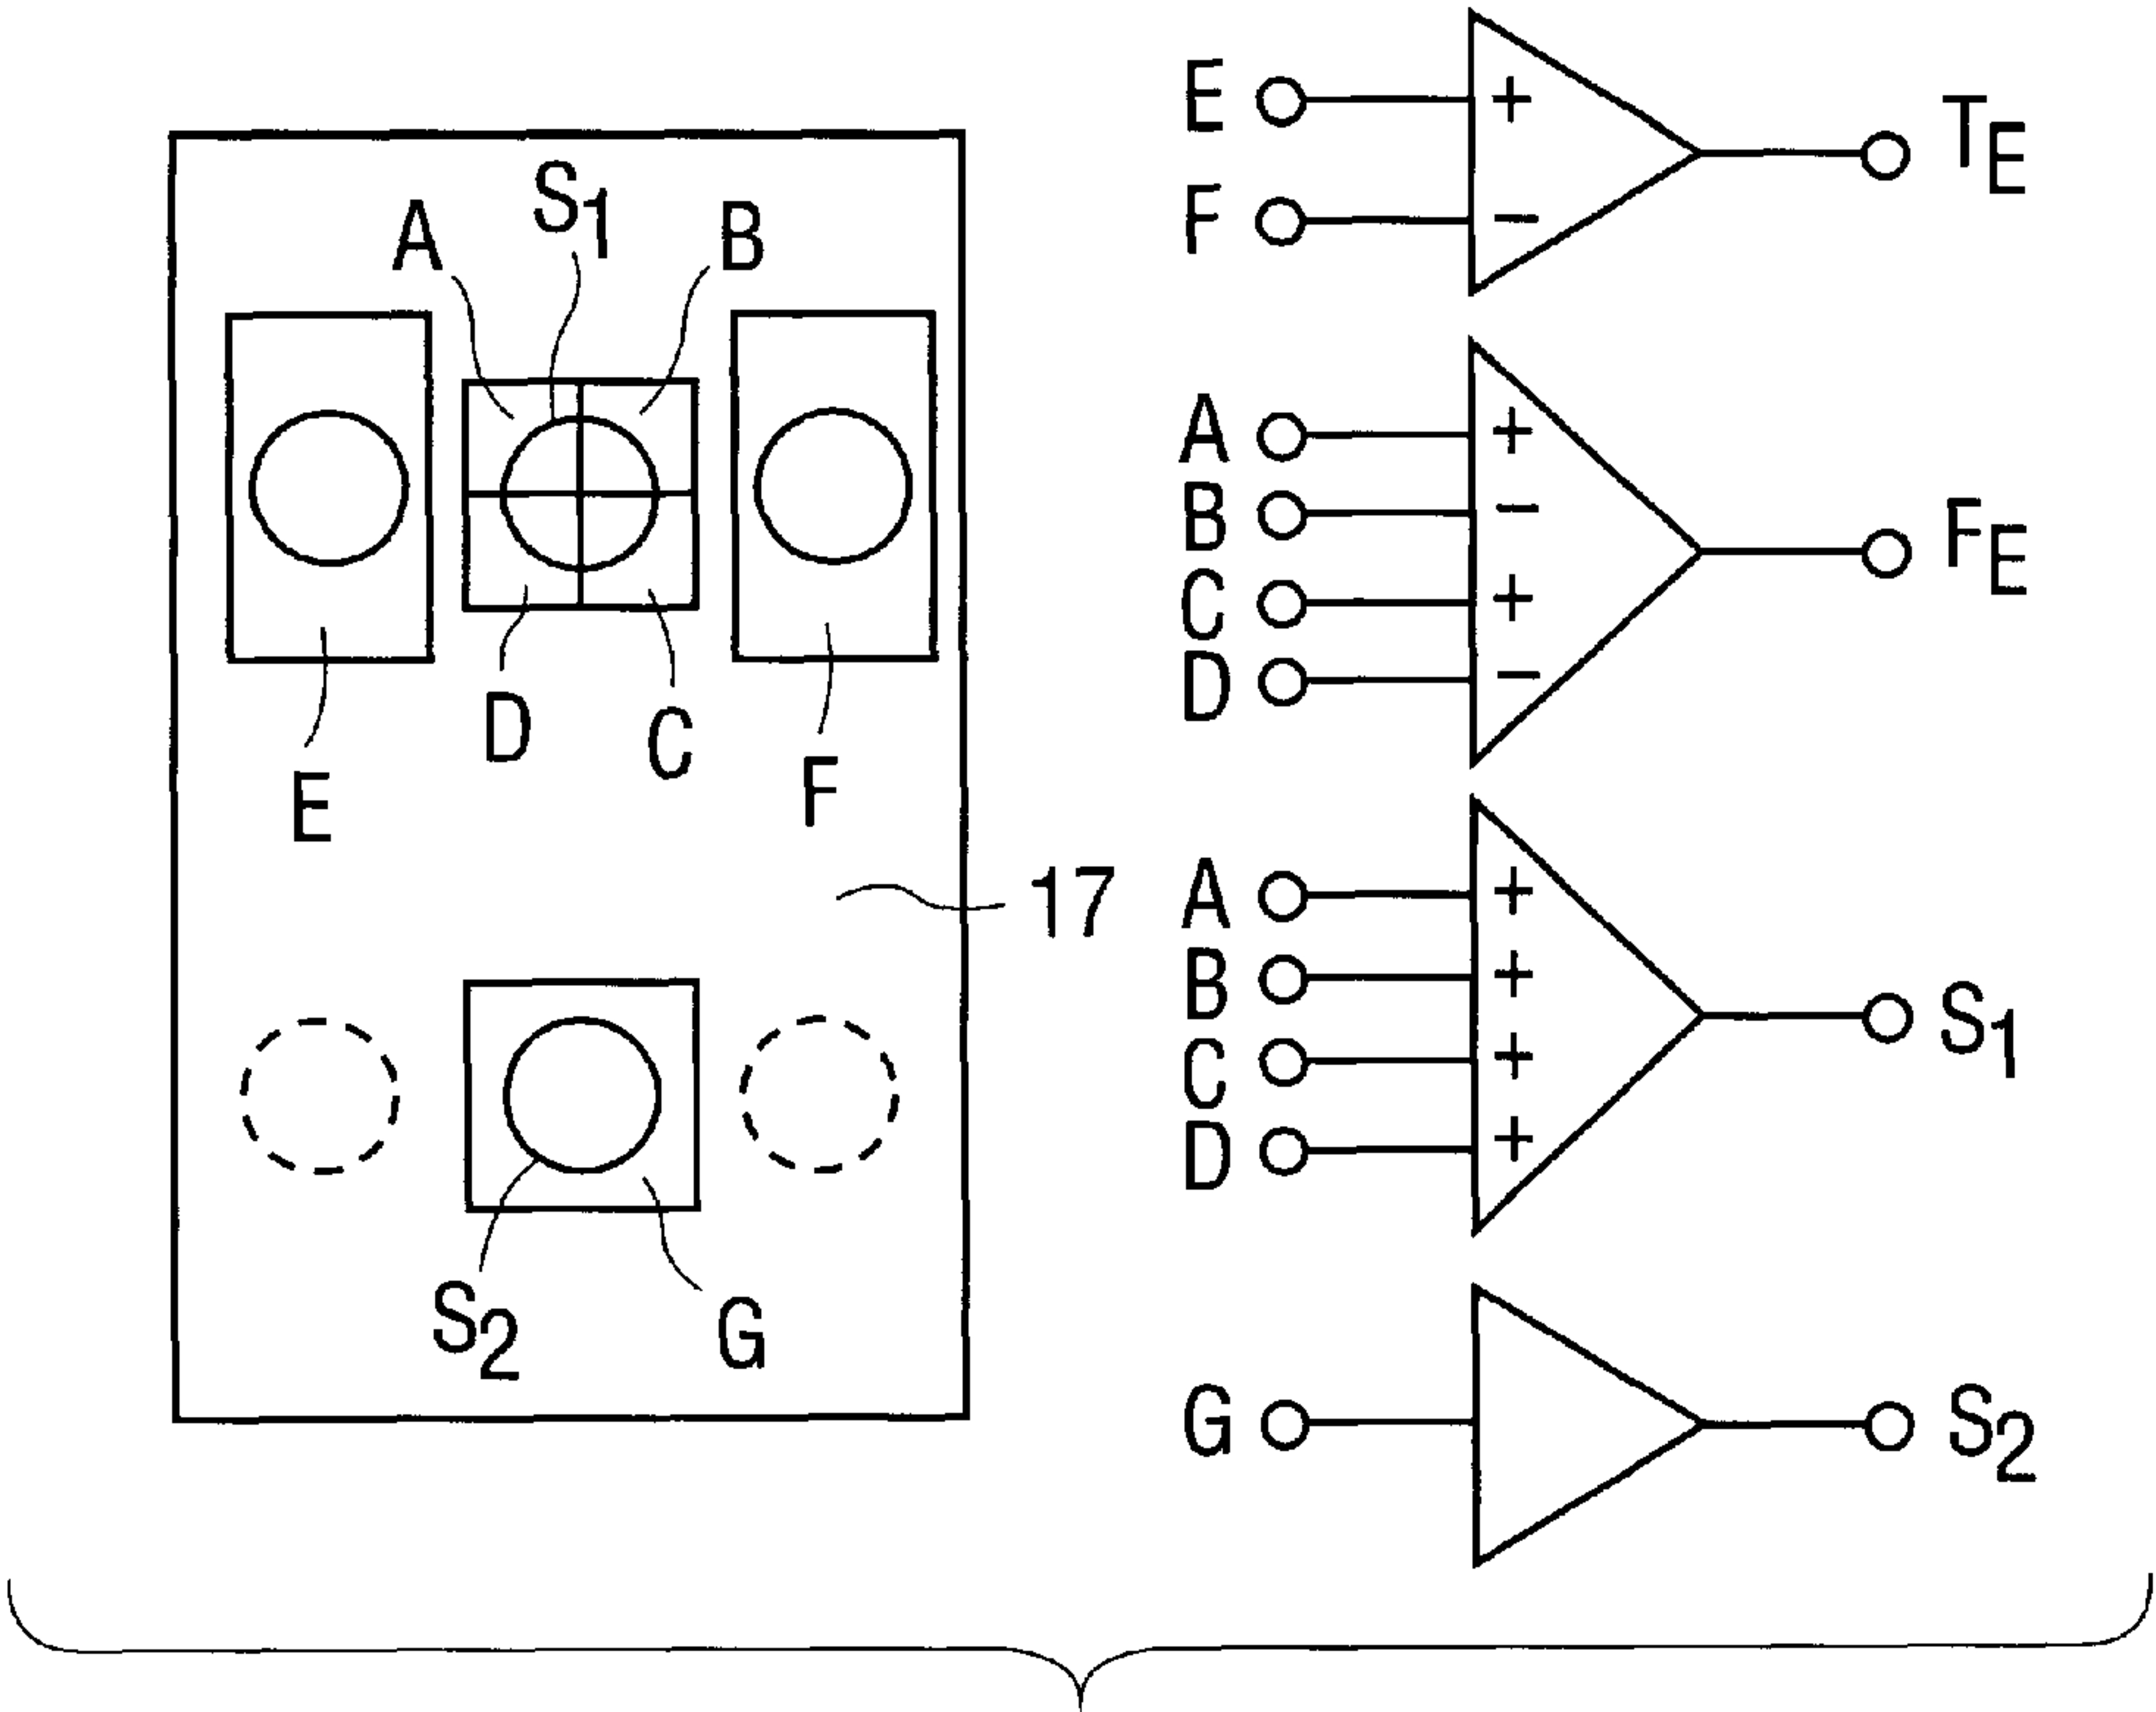 A S1 B
D C
E F
17
S2 G
E + TE
F −
A +
B − FE
C +
D −
A +
B + S1
C +
D +
G S2